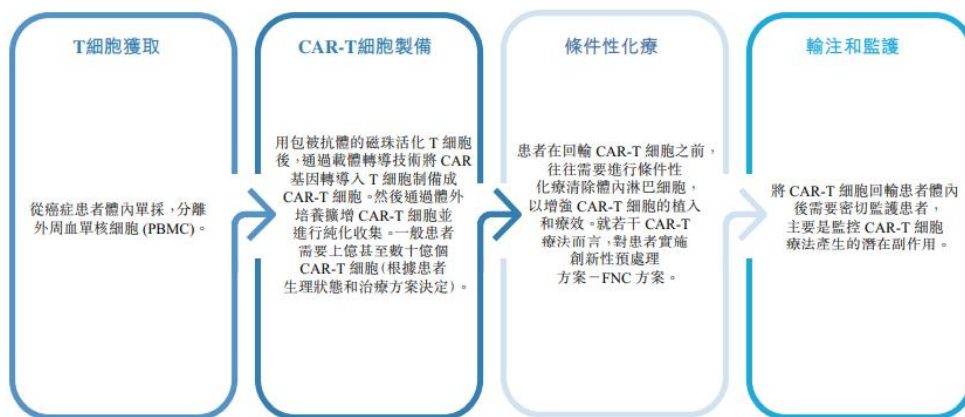 T細胞獲取
從癌症患者體內單採，分離
外周血單核細胞 (PBMC)。
CAR-T細胞製備
用包被抗體的磁珠活化 T 細胞
後，通過載體轉導技術將 CAR
基因轉導入 T 細胞制備成
CAR-T 細胞。然後通過體外
培養擴增 CAR-T 細胞並
進行純化收集。一般患者
需要上億甚至數十億個
CAR-T 細胞（根據患者
生理狀態和治療方案決定）。
條件性化療
患者在回輸 CAR-T 細胞之前，
往往需要進行條件性
化療清除體內淋巴細胞，
以增強 CAR-T 細胞的植入
和療效。就若干 CAR-T
療法而言，對患者實施
創新性預處理
方案－FNC 方案。
輸注和監護
將 CAR-T 細胞回輸患者體內
後需要密切監護患者，
主要是監控 CAR-T 細胞
療法產生的潛在副作用。